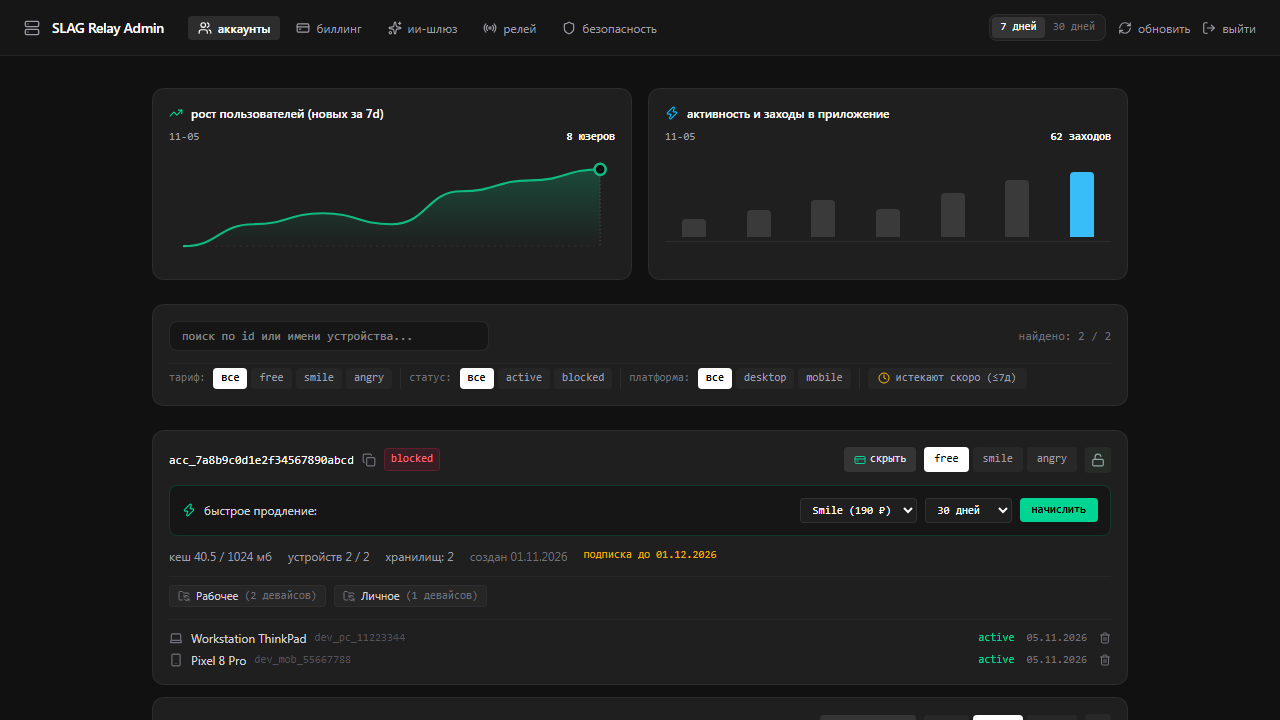 SLAG Relay Admin аккаунты биллинг ии-шлюз релей безопасность 7 дней 30 дней обновить выйти
рост пользователей (новых за 7d)
11-05 8 юзеров
активность и заходы в приложение
11-05 62 заходов
поиск по id или имени устройства... найдено: 2 / 2
тариф: все free smile angry статус: все active blocked платформа: все desktop mobile истекают скоро (≤7д)
acc_7a8b9c0d1e2f34567890abcd blocked скрыть free smile angry
быстрое продление: Smile (190 ₽) 30 дней начислить
кеш 40.5 / 1024 мб устройств 2 / 2 хранилищ: 2 создан 01.11.2026 подписка до 01.12.2026
Рабочее (2 девайсов) Личное (1 девайсов)
Workstation ThinkPad dev_pc_11223344 active 05.11.2026
Pixel 8 Pro dev_mob_55667788 active 05.11.2026